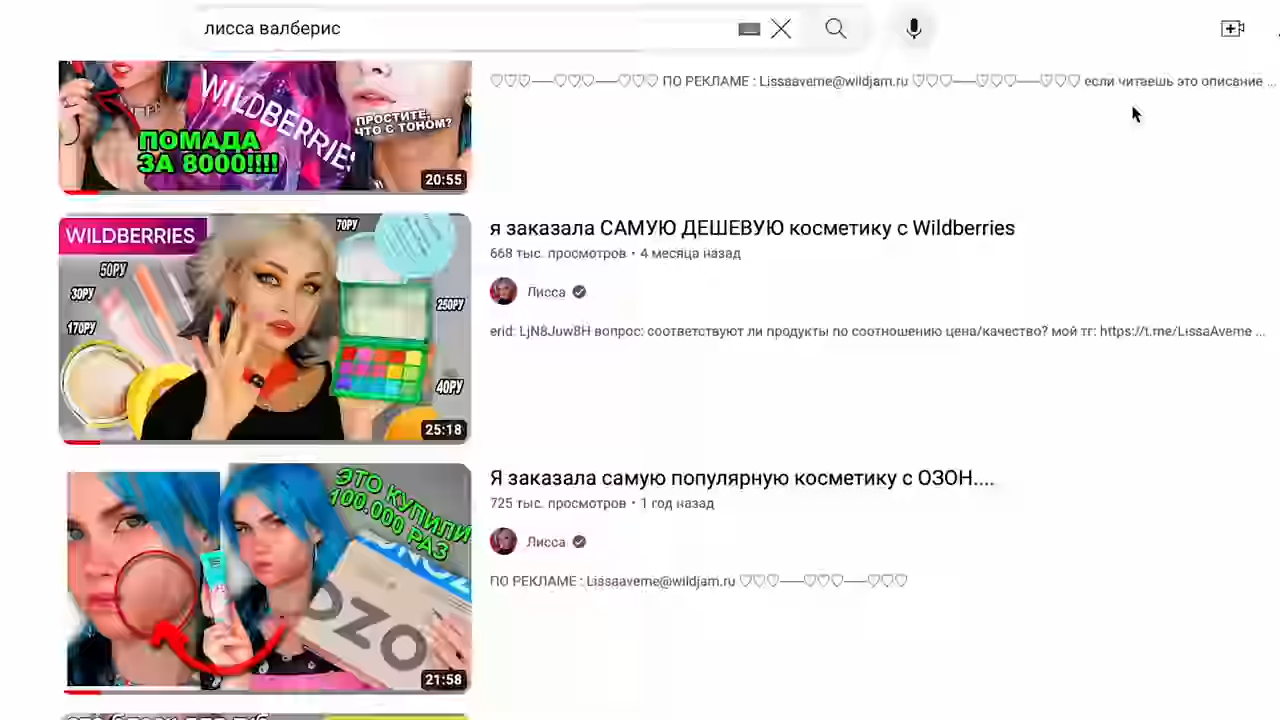 лисса валберис
♡♡♡——♡♡♡——♡♡♡ ПО РЕКЛАМЕ : Lissaaveme@wildjam.ru ♡♡♡——♡♡♡——♡♡♡ если читаешь это описание ...
WILDBERRIES
ПРОСТИТЕ,
ЧТО С ТОНОМ?
ПОМАДА
ЗА 8000!!!!
20:55
я заказала САМУЮ ДЕШЕВУЮ косметику с Wildberries
668 тыс. просмотров • 4 месяца назад
Лисса
erid: LjN8Juw8H вопрос: соответствуют ли продукты по соотношению цена/качество? мой тг: https://t.me/LissaAveme ...
WILDBERRIES
70РУ
50РУ
30РУ
170РУ
250РУ
40РУ
25:18
Я заказала самую популярную косметику с ОЗОН....
725 тыс. просмотров • 1 год назад
Лисса
ПО РЕКЛАМЕ : Lissaaveme@wildjam.ru ♡♡♡——♡♡♡——♡♡♡
ЭТО КУПИЛИ
100.000 РАЗ
OZO
21:58